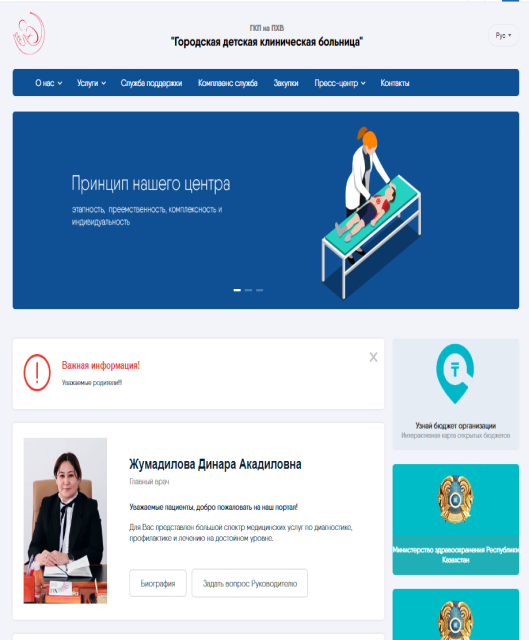 ГКП на ПХВ
"Городская детская клиническая больница"
Рус
О нас Услуги Служба поддержки Комплаенс служба Закупки Пресс-центр Контакты
Принцип нашего центра
этапность, преемственность, комплексность и
индивидуальность
Важная информация!
Уважаемые родители!!!
Узнай бюджет организации
Интерактивная карта открытых бюджетов
Жумадилова Динара Акадиловна
Главный врач
Уважаемые пациенты, добро пожаловать на наш портал!
Для Вас представлен большой спектр медицинских услуг по диагностике,
профилактике и лечению на достойном уровне.
Биография Задать вопрос Руководителю
Министерство здравоохранения Республики
Казахстан